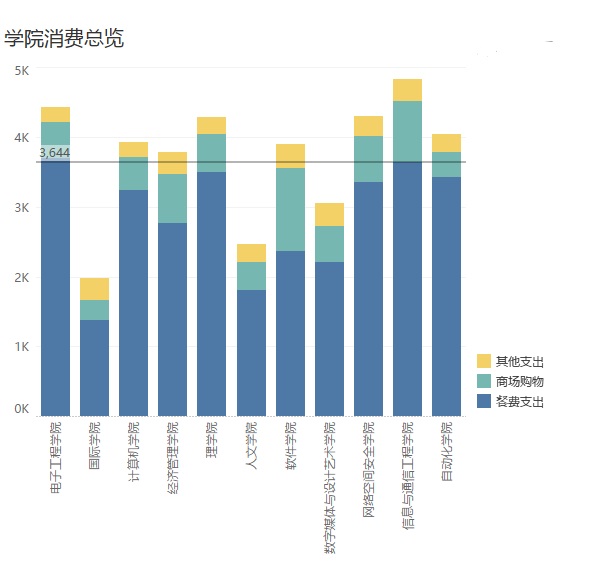 学院消费总览
5K
4K
3,644
3K
2K
1K
0K
其他支出
商场购物
餐费支出
电子工程学院
国际学院
计算机学院
经济管理学院
理学院
人文学院
软件学院
数字媒体与设计艺术学院
网络空间安全学院
信息与通信工程学院
自动化学院